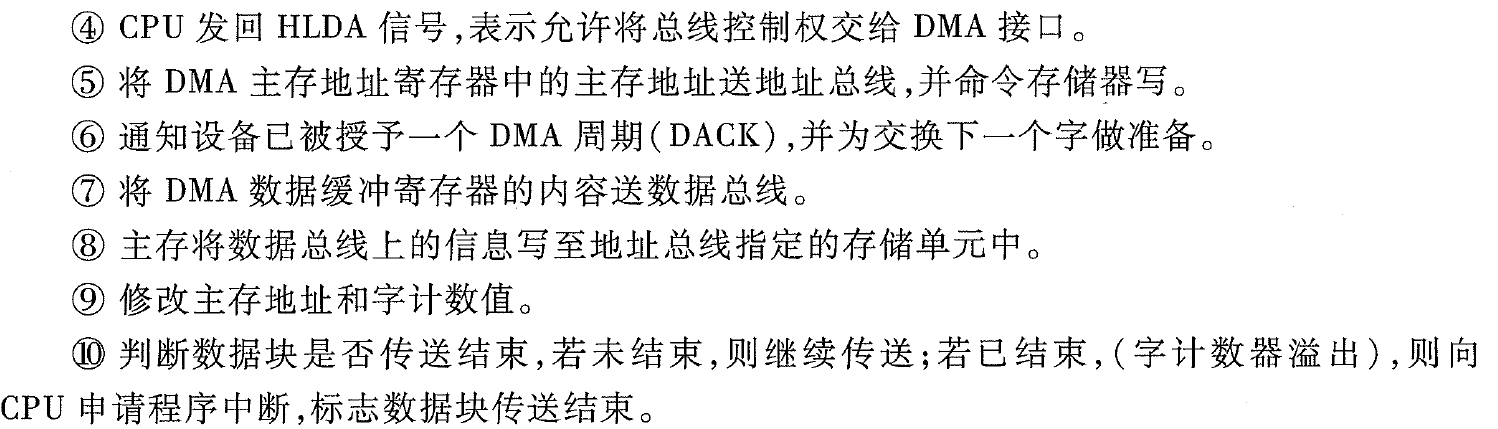 ④ CPU 发回 HLDA 信号,表示允许将总线控制权交给 DMA 接口。
⑤ 将 DMA 主存地址寄存器中的主存地址送地址总线,并命令存储器写。
⑥ 通知设备已被授予一个 DMA 周期(DACK),并为交换下一个字做准备。
⑦ 将 DMA 数据缓冲寄存器的内容送数据总线。
⑧ 主存将数据总线上的信息写至地址总线指定的存储单元中。
⑨ 修改主存地址和字计数值。
⑩ 判断数据块是否传送结束,若未结束,则继续传送;若已结束,(字计数器溢出),则向
CPU 申请程序中断,标志数据块传送结束。